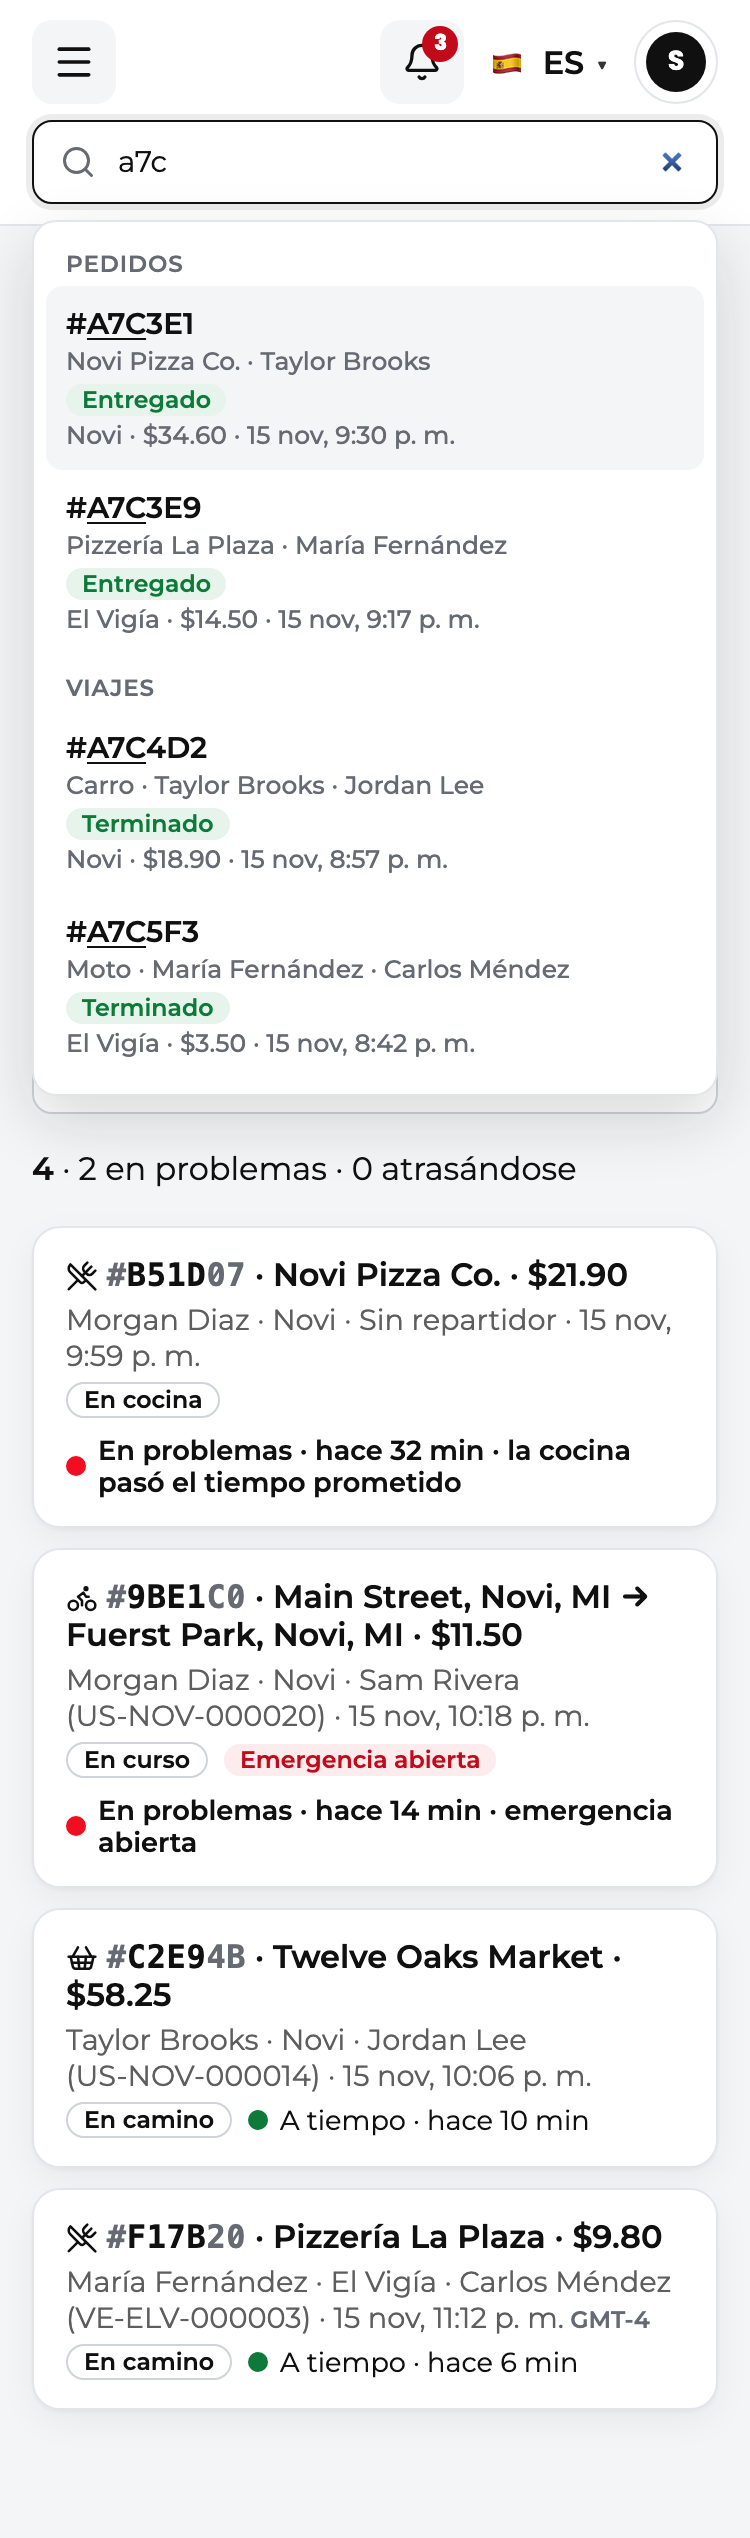 3
ES
S
a7c
PEDIDOS
#A7C3E1
Novi Pizza Co. · Taylor Brooks
Entregado
Novi · $34.60 · 15 nov, 9:30 p. m.
#A7C3E9
Pizzería La Plaza · María Fernández
Entregado
El Vigía · $14.50 · 15 nov, 9:17 p. m.
VIAJES
#A7C4D2
Carro · Taylor Brooks · Jordan Lee
Terminado
Novi · $18.90 · 15 nov, 8:57 p. m.
#A7C5F3
Moto · María Fernández · Carlos Méndez
Terminado
El Vigía · $3.50 · 15 nov, 8:42 p. m.
4 · 2 en problemas · 0 atrasándose
#B51D07 · Novi Pizza Co. · $21.90
Morgan Diaz · Novi · Sin repartidor · 15 nov,
9:59 p. m.
En cocina
En problemas · hace 32 min · la cocina
pasó el tiempo prometido
#9BE1C0 · Main Street, Novi, MI →
Fuerst Park, Novi, MI · $11.50
Morgan Diaz · Novi · Sam Rivera
(US-NOV-000020) · 15 nov, 10:18 p. m.
En curso Emergencia abierta
En problemas · hace 14 min · emergencia
abierta
#C2E94B · Twelve Oaks Market ·
$58.25
Taylor Brooks · Novi · Jordan Lee
(US-NOV-000014) · 15 nov, 10:06 p. m.
En camino A tiempo · hace 10 min
#F17B20 · Pizzería La Plaza · $9.80
María Fernández · El Vigía · Carlos Méndez
(VE-ELV-000003) · 15 nov, 11:12 p. m. GMT-4
En camino A tiempo · hace 6 min